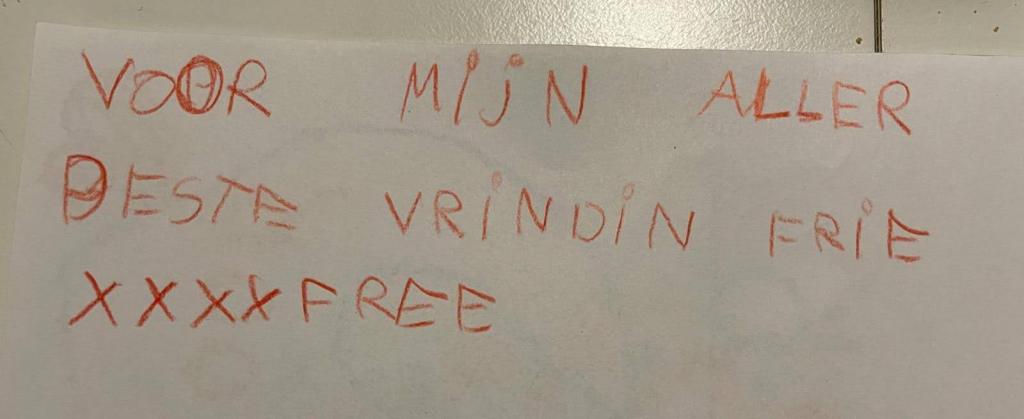 VOOR MijN ALLER
BESTE VRiNDiN FRiE
XXXXFREE